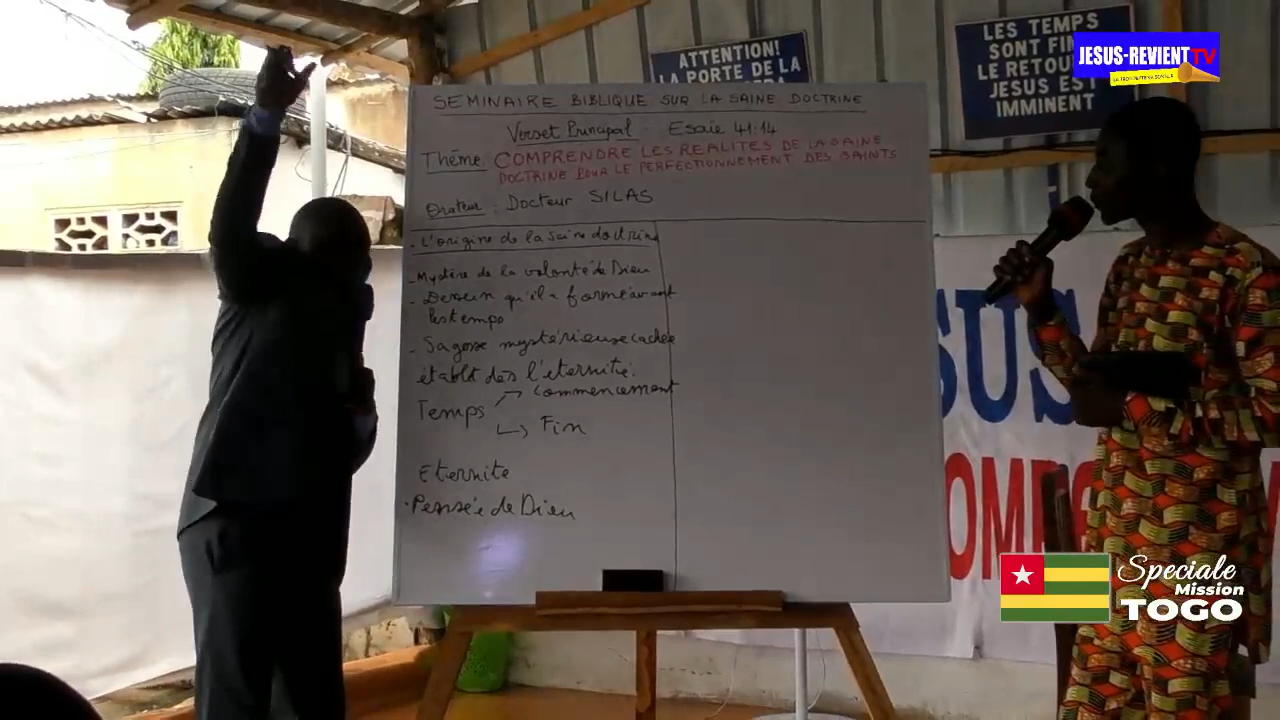 ATTENTION!
LA PORTE DE LA
LES TEMPS
SONT FIN
LE RETOU
JESUS EST
IMMINENT
JESUS-REVIENT TV
SEMINAIRE BIBLIQUE SUR LA SAINE DOCTRINE
Verset Principal : Esaïe 41:14
Thème: COMPRENDRE LES REALITES DE LA SAINE
DOCTRINE POUR LE PERFECTIONNEMENT DES SAINTS
Orateur : Docteur SILAS
- L'origine de la saine doctrine
- Mystère de la volonté de Dieu
- Dessein qu'il a formé avant
les temps
- Sagesse mystérieuse cachée
établit dès l'eternité.
Temps → commencement
↳ Fin
Eternite
· Pensée de Dieu
SUS
OMP
Speciale
Mission
TOGO